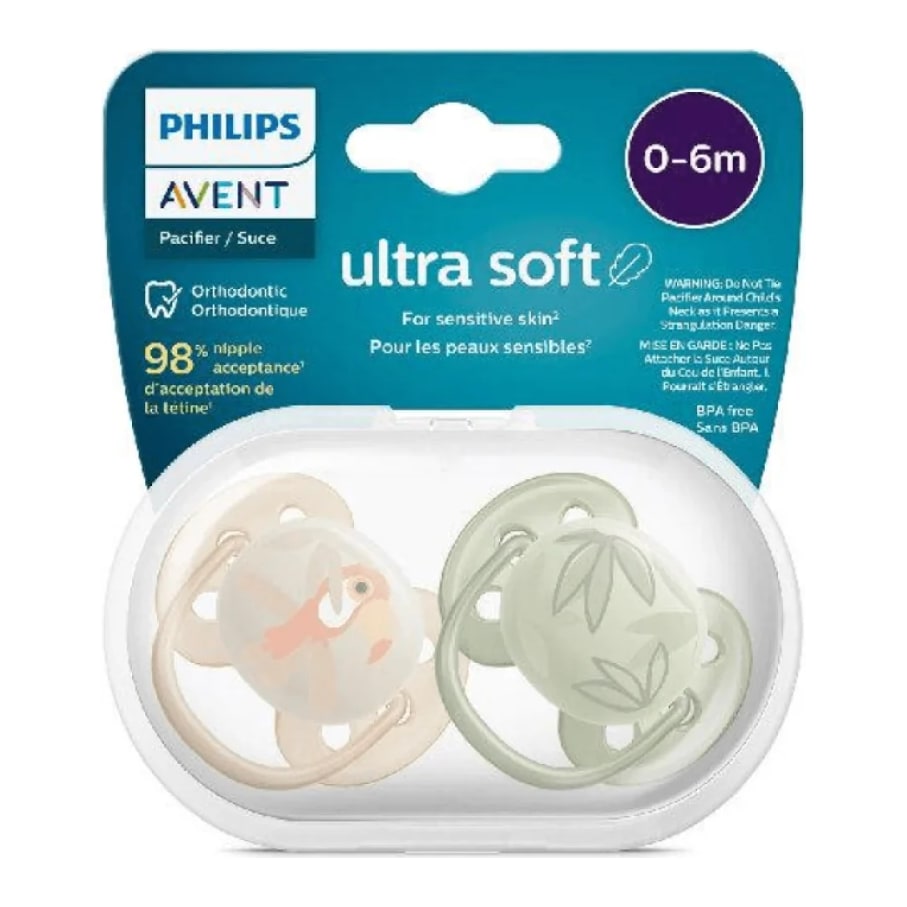 PHILIPS
AVENT
Pacifier / Suce
0-6m
ultra soft
For sensitive skin²
Pour les peaux sensibles²
Orthodontic
Orthodontique
98% nipple
acceptance¹
d'acceptation de
la tétine¹
WARNING: Do Not Tie
Pacifier Around Child's
Neck as it Presents a
Strangulation Danger.
MISE EN GARDE : Ne Pas
Attacher la Suce Autour
du Cou de l'Enfant, I
Pourrait s'Étrangler.
BPA free
Sans BPA